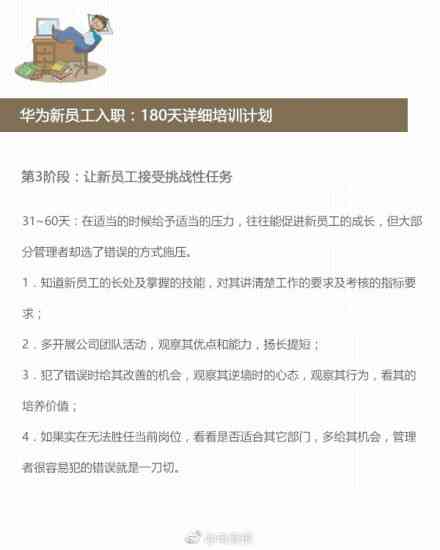 华为新员工入职：180天详细培训计划
第3阶段：让新员工接受挑战性任务
31~60天：在适当的时候给予适当的压力，往往能促进新员工的成长，但大部
分管理者却选了错误的方式施压。
1．知道新员工的长处及掌握的技能，对其讲清楚工作的要求及考核的指标要
求；
2．多开展公司团队活动，观察其优点和能力，扬长提短；
3．犯了错误时给其改善的机会，观察其逆境时的心态，观察其行为，看其的
培养价值；
4．如果实在无法胜任当前岗位，看看是否适合其它部门，多给其机会，管理
者很容易犯的错误就是一刀切。